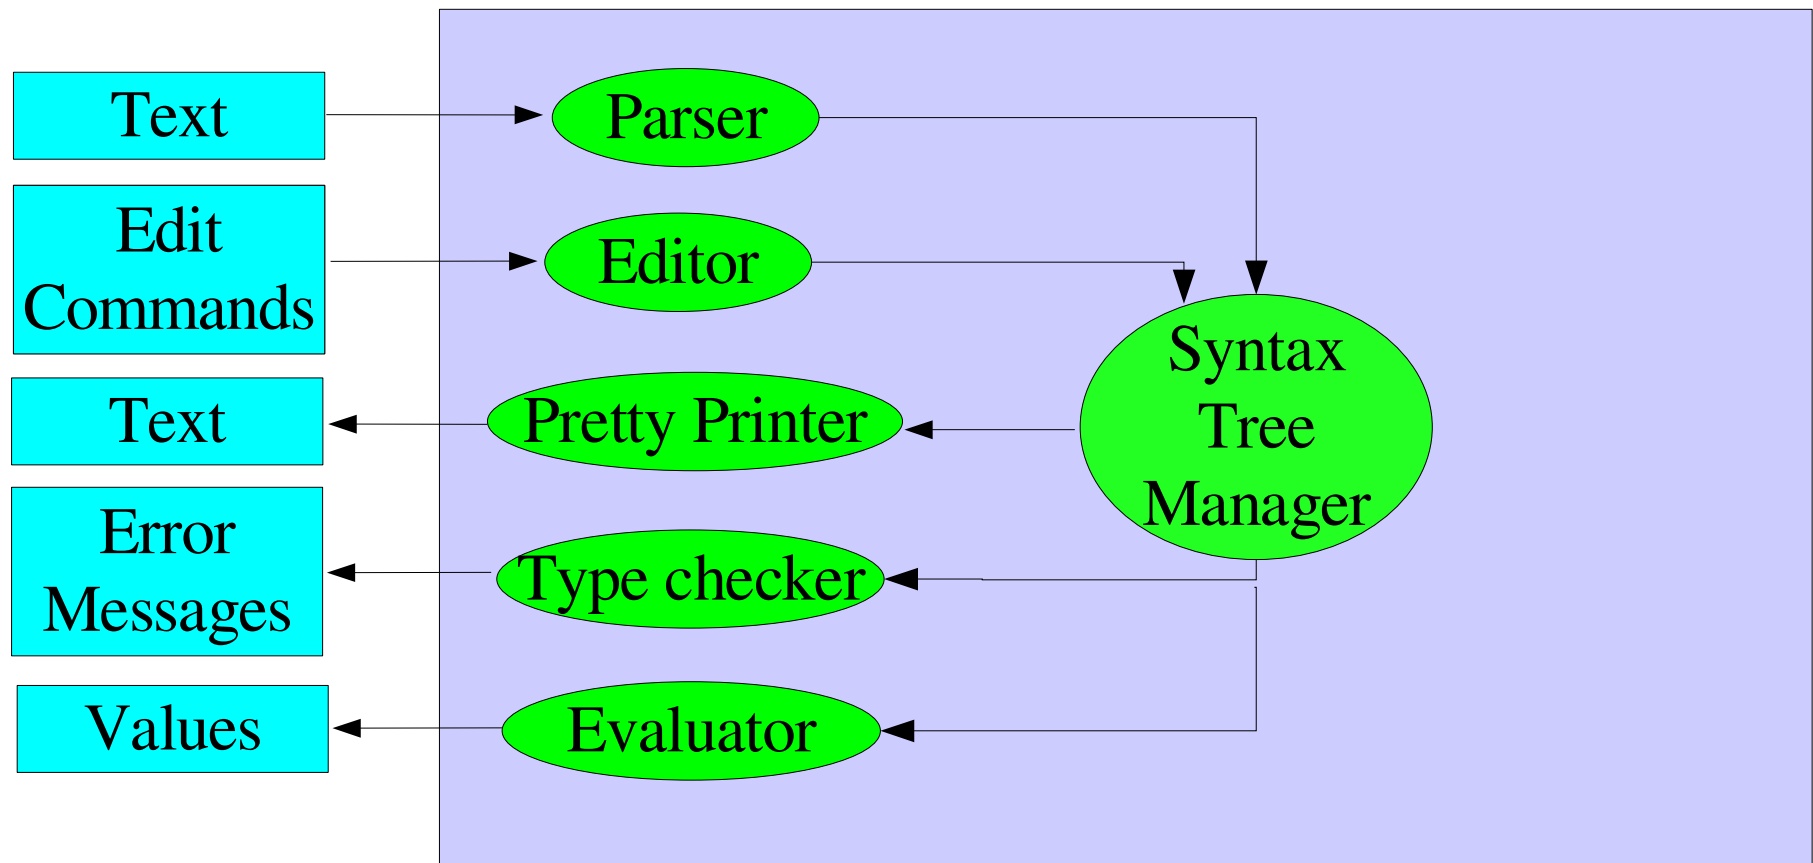 Text
Parser
Edit
Commands
Editor
Syntax
Tree
Manager
Text
Pretty Printer
Error
Messages
Type checker
Values
Evaluator